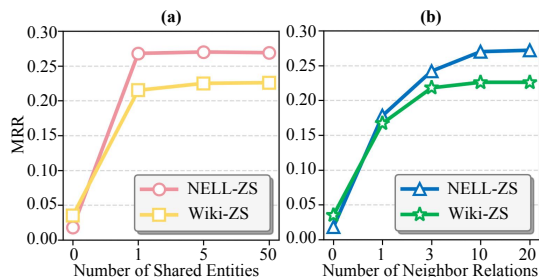 (a)
MRR
0.30
0.25
0.20
0.15
0.10
0.05
0.00
NELL-ZS
Wiki-ZS
0 1 5 50
Number of Shared Entities
(b)
0.30
0.25
0.20
0.15
0.10
0.05
0.00
NELL-ZS
Wiki-ZS
0 1 3 10 20
Number of Neighbor Relations